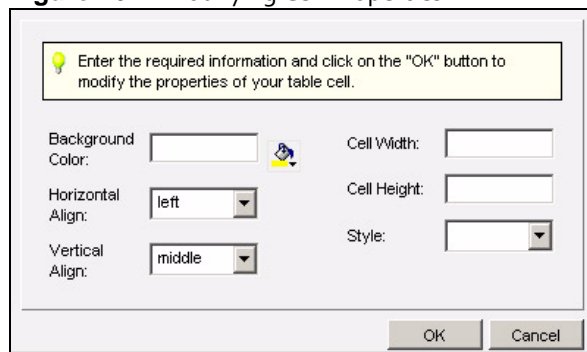 Enter the required information and click on the "OK" button to
modify the properties of your table cell.
Background
Color:
Horizontal
Align:
left
Vertical
Align:
middle
Cell Width:
Cell Height:
Style:
OK
Cancel